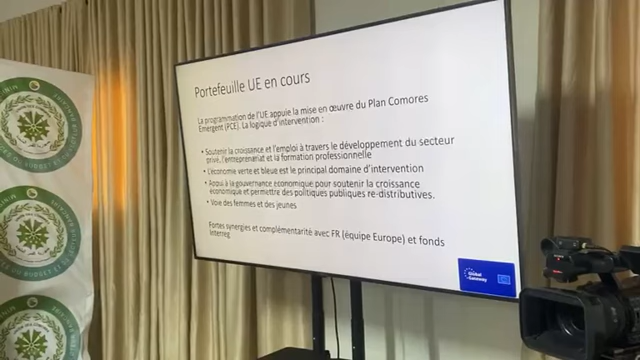 Portefeuille UE en cours
La programmation de l'UE appuie la mise en œuvre du Plan Comores
Emergent (PCE). La logique d'intervention :
• Soutenir la croissance et l'emploi à travers le développement du secteur
privé, l'entreprenariat et la formation professionnelle
• L'économie verte et bleue est le principal domaine d'intervention
• Appui à la gouvernance économique pour soutenir la croissance
économique et permettre des politiques publiques re-distributives.
• Voie des femmes et des jeunes
Fortes synergies et complémentarité avec FR (équipe Europe) et fonds
Interreg
Global
Gateway